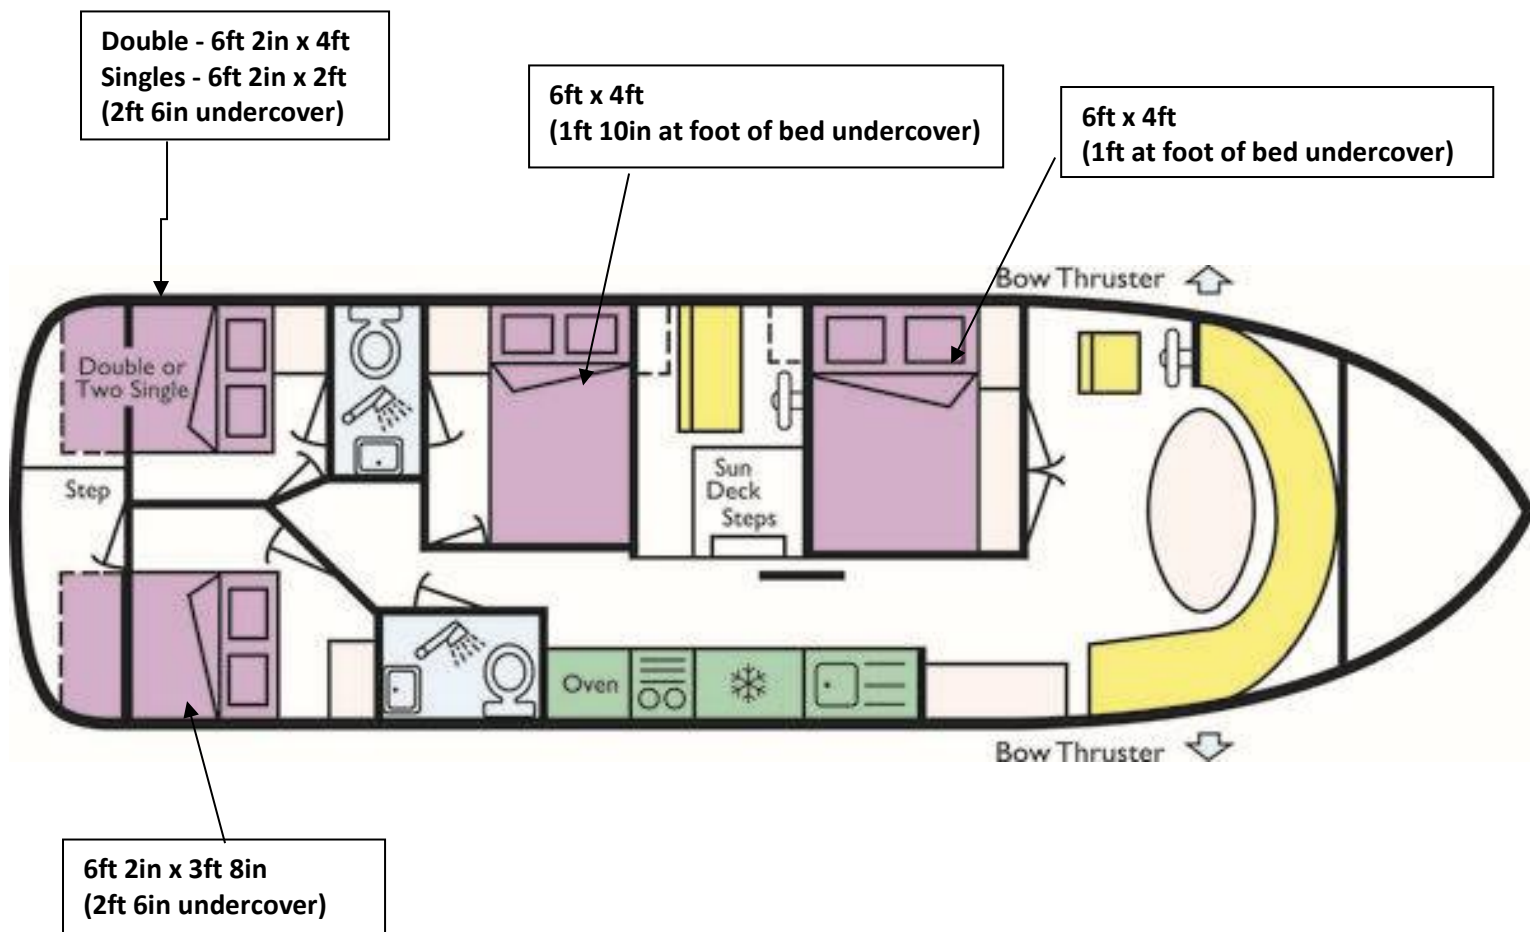 Double - 6ft 2in x 4ft
Singles - 6ft 2in x 2ft
(2ft 6in undercover)
6ft x 4ft
(1ft 10in at foot of bed undercover)
6ft x 4ft
(1ft at foot of bed undercover)
Bow Thruster
Double or
Two Single
Step
Sun
Deck
Steps
Oven
Bow Thruster
6ft 2in x 3ft 8in
(2ft 6in undercover)